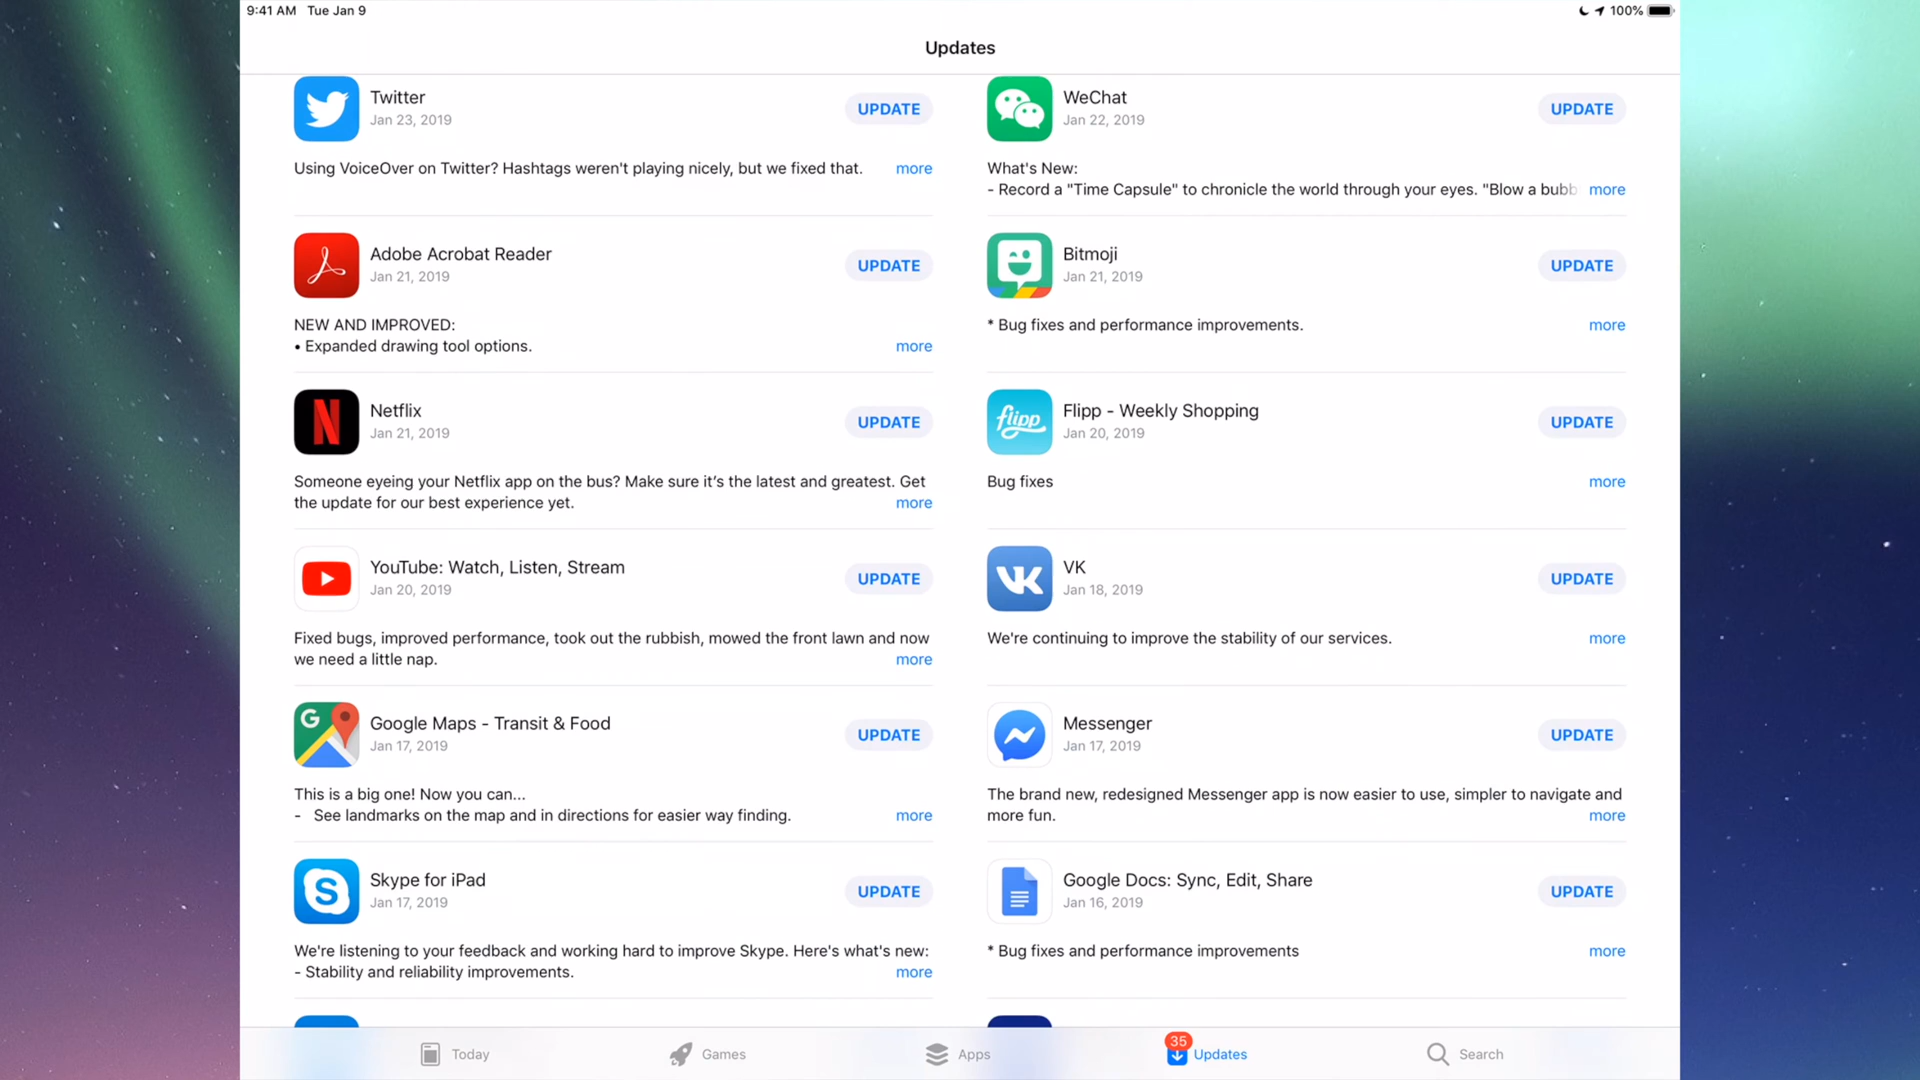 9:41 AM Tue Jan 9
100%
Updates
Twitter
Jan 23, 2019
UPDATE
Using VoiceOver on Twitter? Hashtags weren't playing nicely, but we fixed that. more
WeChat
Jan 22, 2019
UPDATE
What's New:
- Record a "Time Capsule" to chronicle the world through your eyes. "Blow a bubb more
Adobe Acrobat Reader
Jan 21, 2019
UPDATE
NEW AND IMPROVED:
• Expanded drawing tool options. more
Bitmoji
Jan 21, 2019
UPDATE
* Bug fixes and performance improvements. more
N
Netflix
Jan 21, 2019
UPDATE
Someone eyeing your Netflix app on the bus? Make sure it's the latest and greatest. Get
the update for our best experience yet. more
flipp
Flipp - Weekly Shopping
Jan 20, 2019
UPDATE
Bug fixes more
YouTube: Watch, Listen, Stream
Jan 20, 2019
UPDATE
Fixed bugs, improved performance, took out the rubbish, mowed the front lawn and now
we need a little nap. more
VK
VK
Jan 18, 2019
UPDATE
We're continuing to improve the stability of our services. more
G
Google Maps - Transit & Food
Jan 17, 2019
UPDATE
This is a big one! Now you can...
- See landmarks on the map and in directions for easier way finding. more
Messenger
Jan 17, 2019
UPDATE
The brand new, redesigned Messenger app is now easier to use, simpler to navigate and
more fun. more
S
Skype for iPad
Jan 17, 2019
UPDATE
We're listening to your feedback and working hard to improve Skype. Here's what's new:
- Stability and reliability improvements. more
Google Docs: Sync, Edit, Share
Jan 16, 2019
UPDATE
* Bug fixes and performance improvements more
Today
Games
Apps
35
Updates
Search